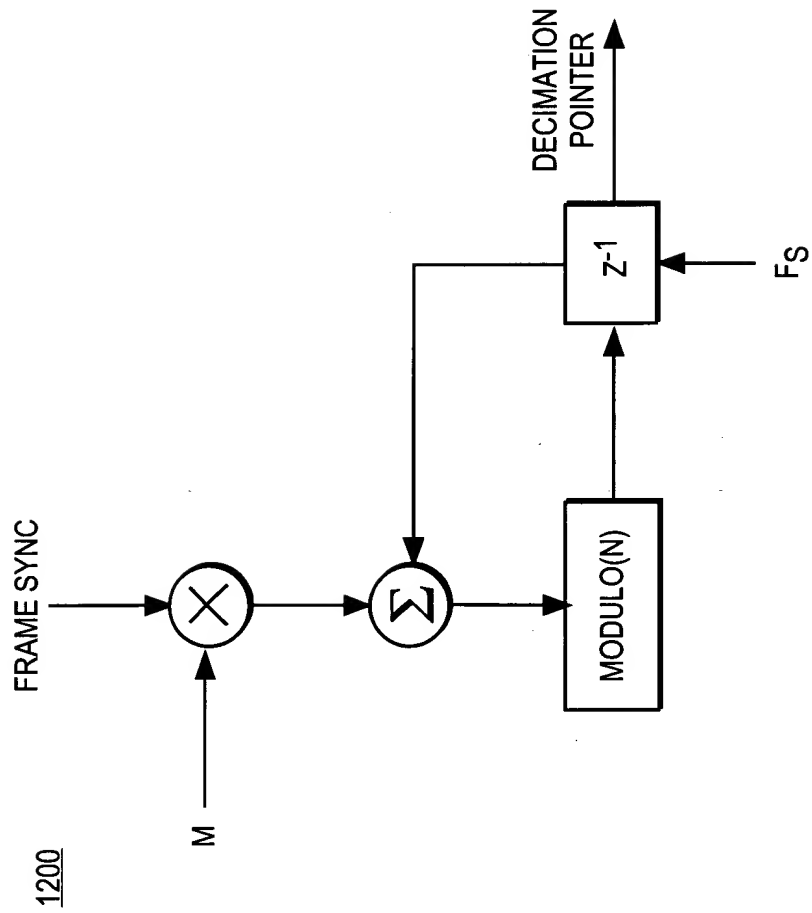 1200
FRAME SYNC
M
×
Σ
MODULO(N)
Z-1
FS
DECIMATION
POINTER